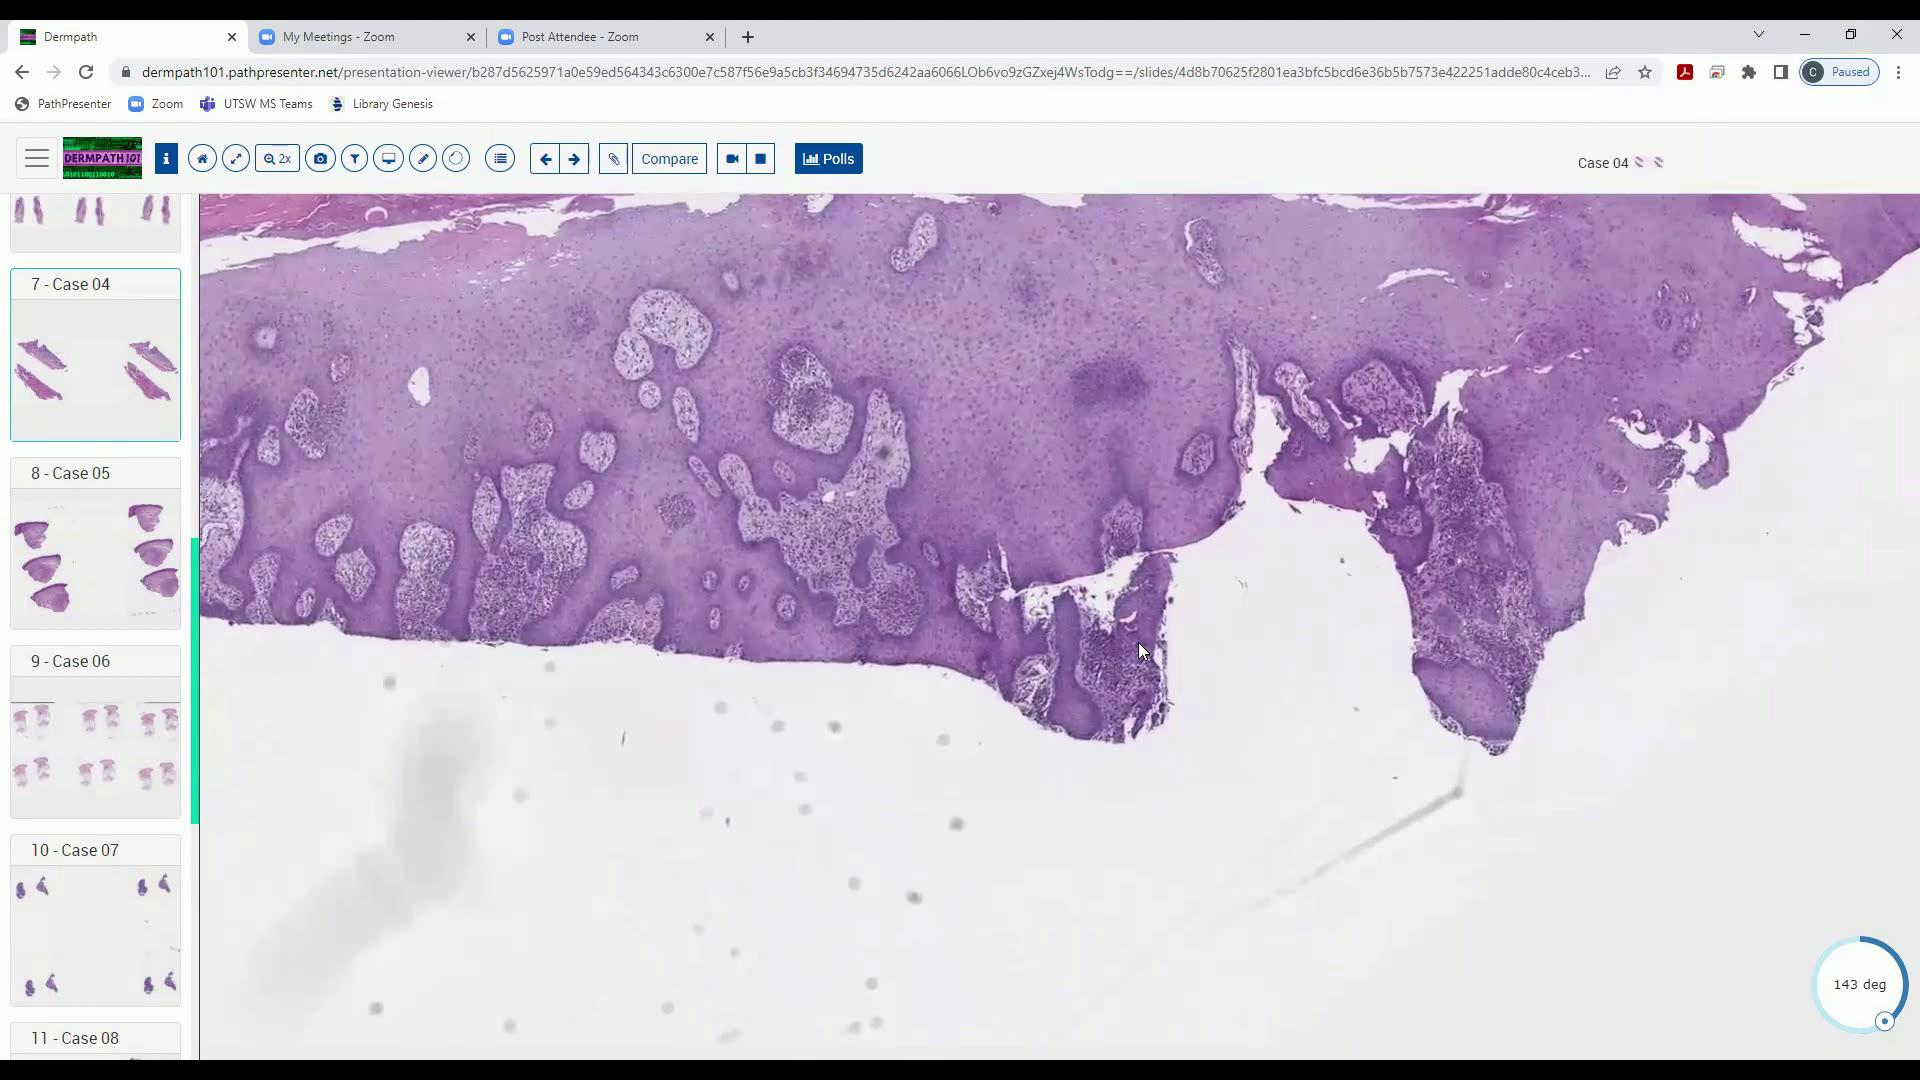 Dermpath
My Meetings - Zoom
Post Attendee - Zoom
dermpath101.pathpresenter.net/presentation-viewer/b287d5625971a0e59ed564343c6300e7c587f56e9a5cb3f34694735d6242aa6066LOb6vo9zGZxej4WsTodg==/slides/4d8b70625f2801ea3bfc5bcd6e36b5b7573e422251adde80c4ceb3...
C Paused
PathPresenter
Zoom
UTSW MS Teams
Library Genesis
DERMPATH 101
i
2x
Compare
Polls
Case 04
7 - Case 04
8 - Case 05
9 - Case 06
10 - Case 07
11 - Case 08
143 deg